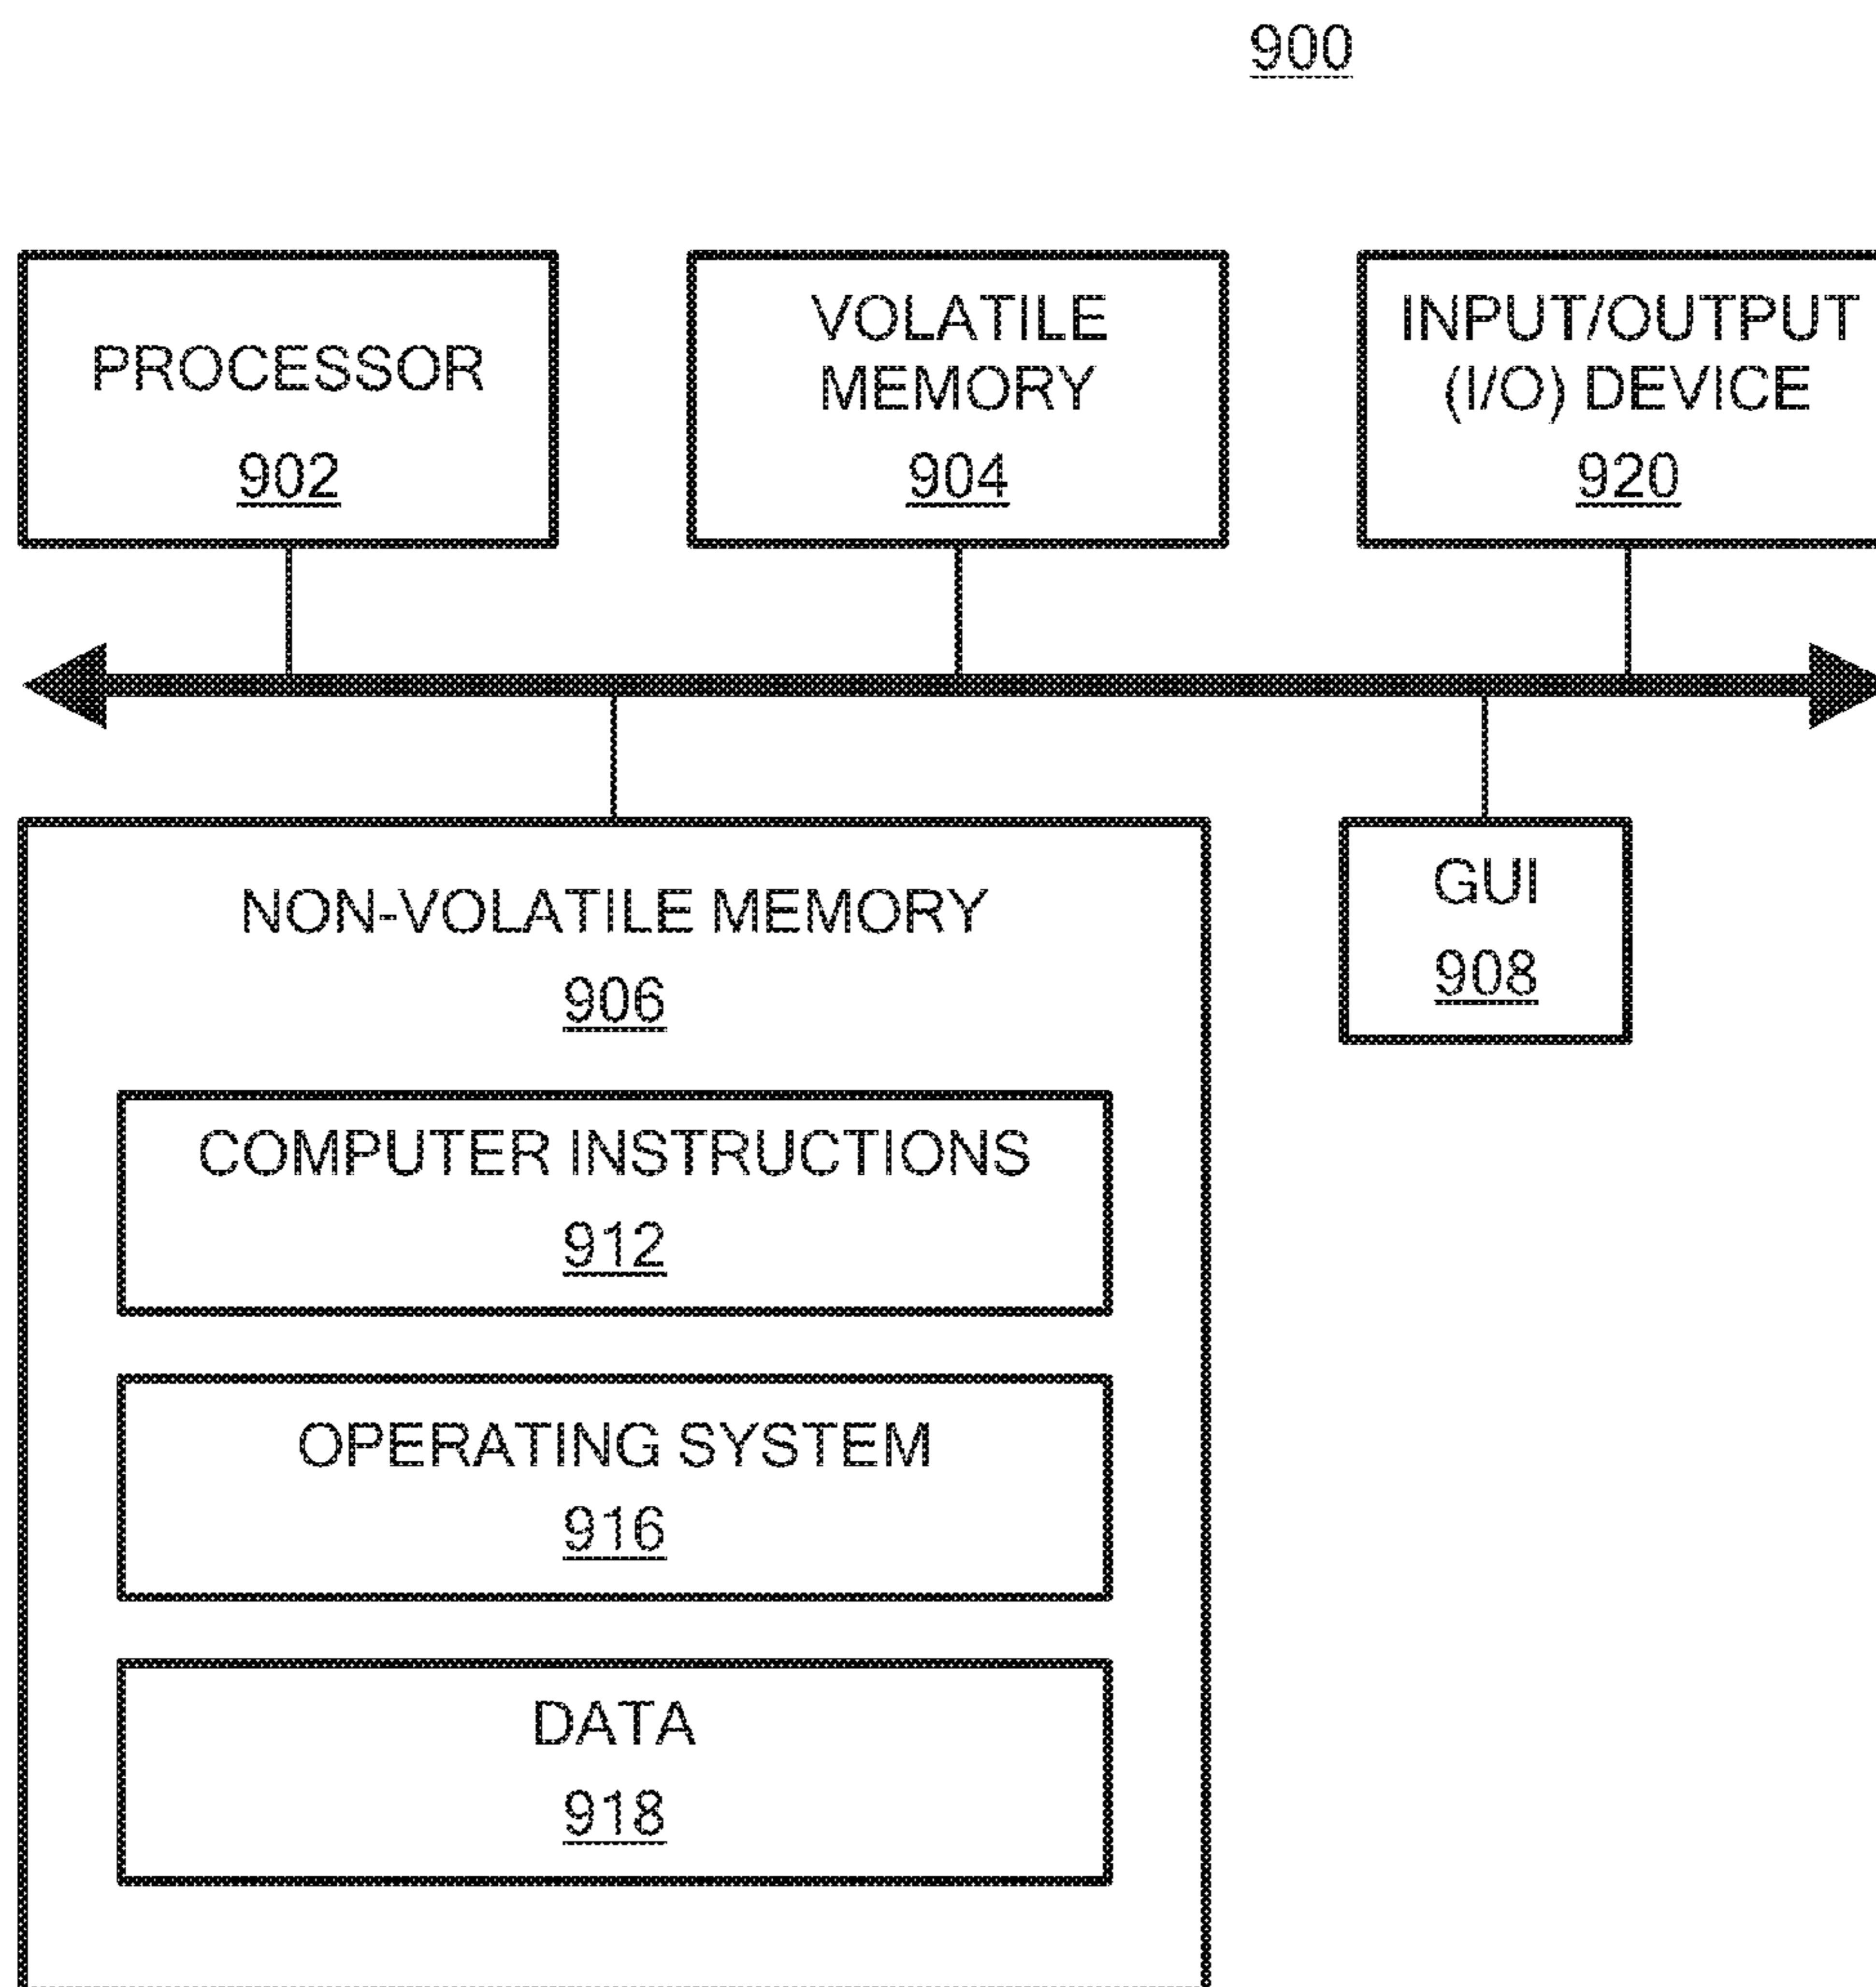 900
PROCESSOR
902
VOLATILE
MEMORY
904
INPUT/OUTPUT
(I/O) DEVICE
920
NON-VOLATILE MEMORY
906
COMPUTER INSTRUCTIONS
912
OPERATING SYSTEM
916
DATA
918
GUI
908